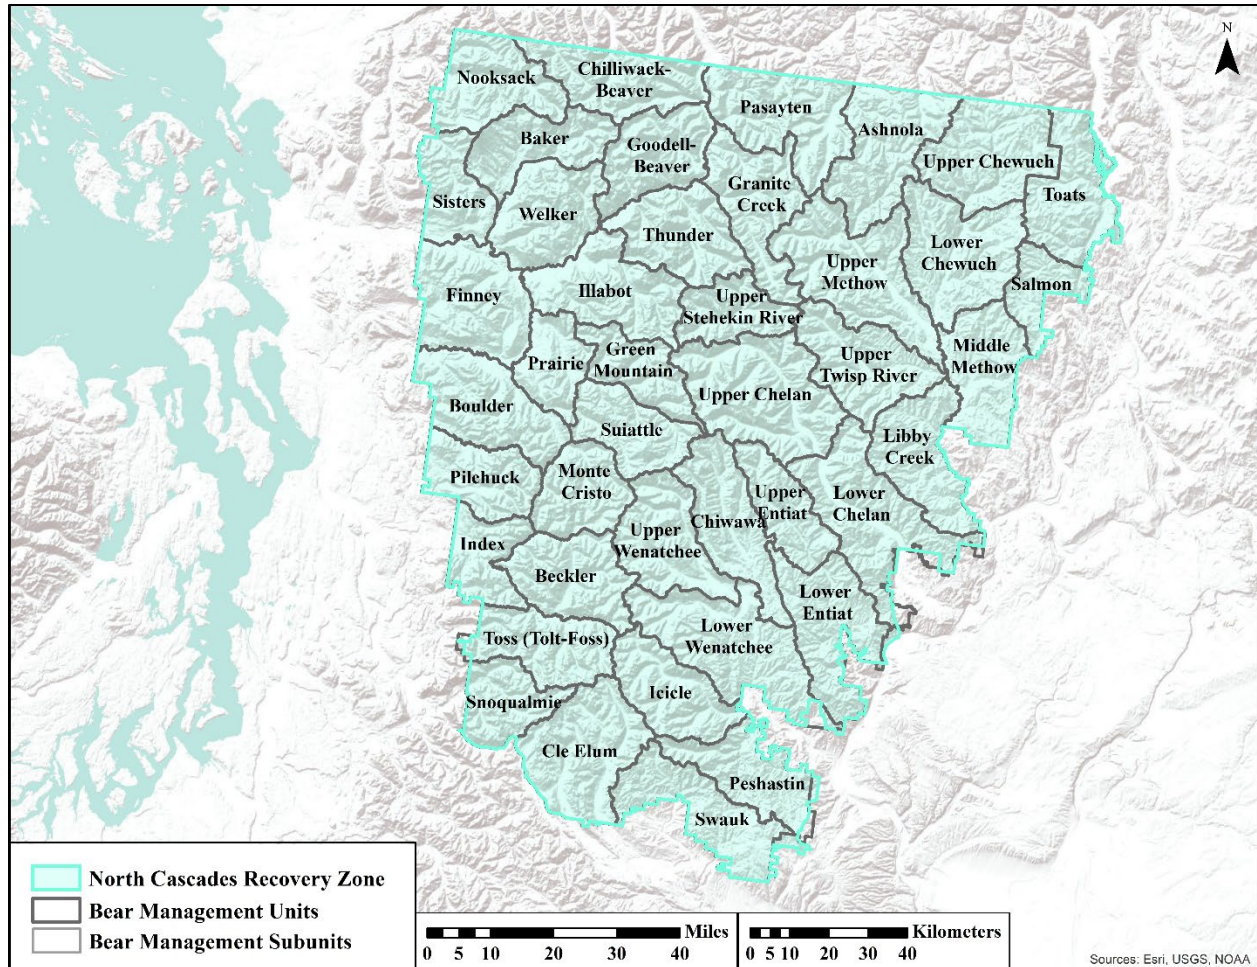 N
Nooksack
Chilliwack-
Beaver
Pasayten
Ashnola
Baker
Goodell-
Beaver
Upper Chewuch
Granite
Creek
Toats
Sisters
Welker
Thunder
Lower
Chewuch
Upper
Methow
Salmon
Finney
Illabot
Upper
Stehekin River
Prairie
Green
Mountain
Upper
Twisp River
Middle
Methow
Upper Chelan
Boulder
Suiattle
Libby
Creek
Pilchuck
Monte
Cristo
Upper
Entiat
Lower
Chelan
Chiwawa
Index
Upper
Wenatchee
Beckler
Lower
Entiat
Toss (Tolt-Foss)
Lower
Wenatchee
Snoqualmie
Icicle
Cle Elum
Peshastin
Swauk
North Cascades Recovery Zone
Bear Management Units
Bear Management Subunits
Miles
0 5 10 20 30 40
Kilometers
0 5 10 20 30 40
Sources: Esri, USGS, NOAA